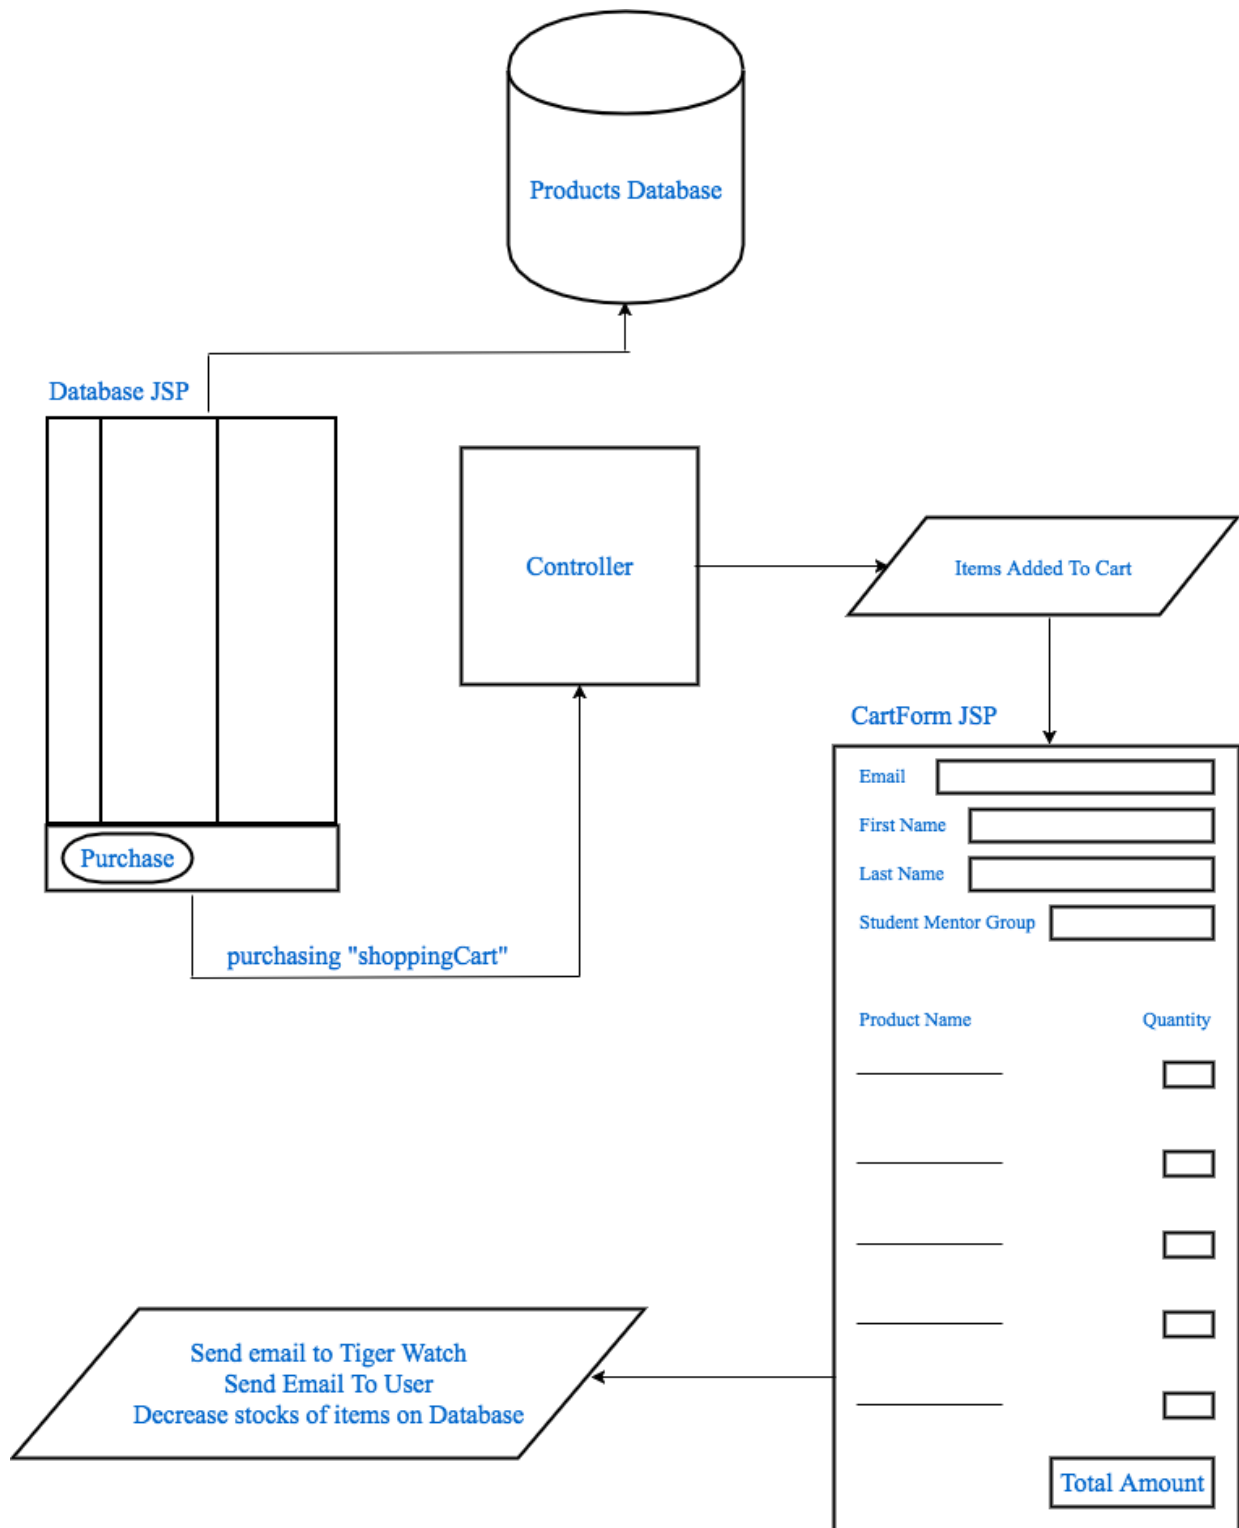 Products Database
Database JSP
Controller
Items Added To Cart
Purchase
purchasing "shoppingCart"
CartForm JSP
Email
First Name
Last Name
Student Mentor Group
Product Name Quantity
Send email to Tiger Watch
Send Email To User
Decrease stocks of items on Database
Total Amount